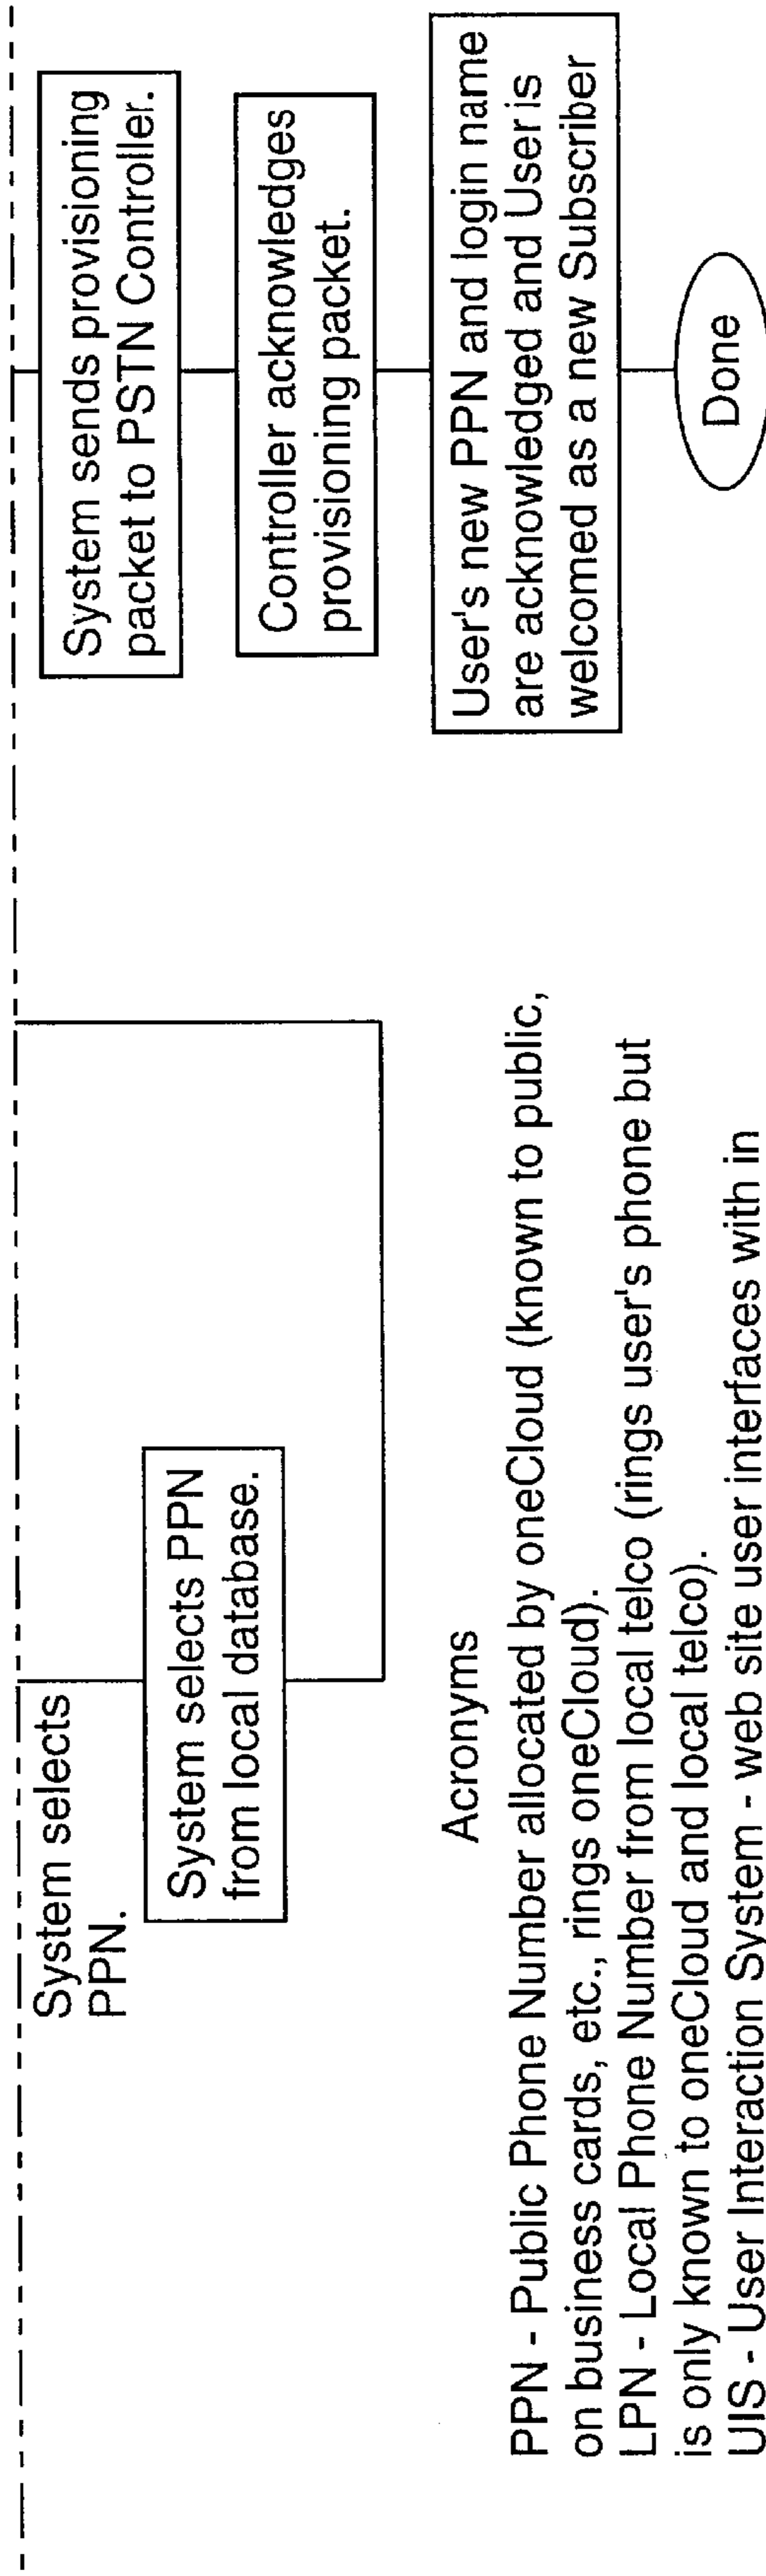 System selects
PPN.
System selects PPN
from local database.
System sends provisioning
packet to PSTN Controller.
Controller acknowledges
provisioning packet.
User's new PPN and login name
are acknowledged and User is
welcomed as a new Subscriber
Done
Acronyms
PPN - Public Phone Number allocated by oneCloud (known to public,
on business cards, etc., rings oneCloud).
LPN - Local Phone Number from local telco (rings user's phone but
is only known to oneCloud and local telco).
UIS - User Interaction System - web site user interfaces with in